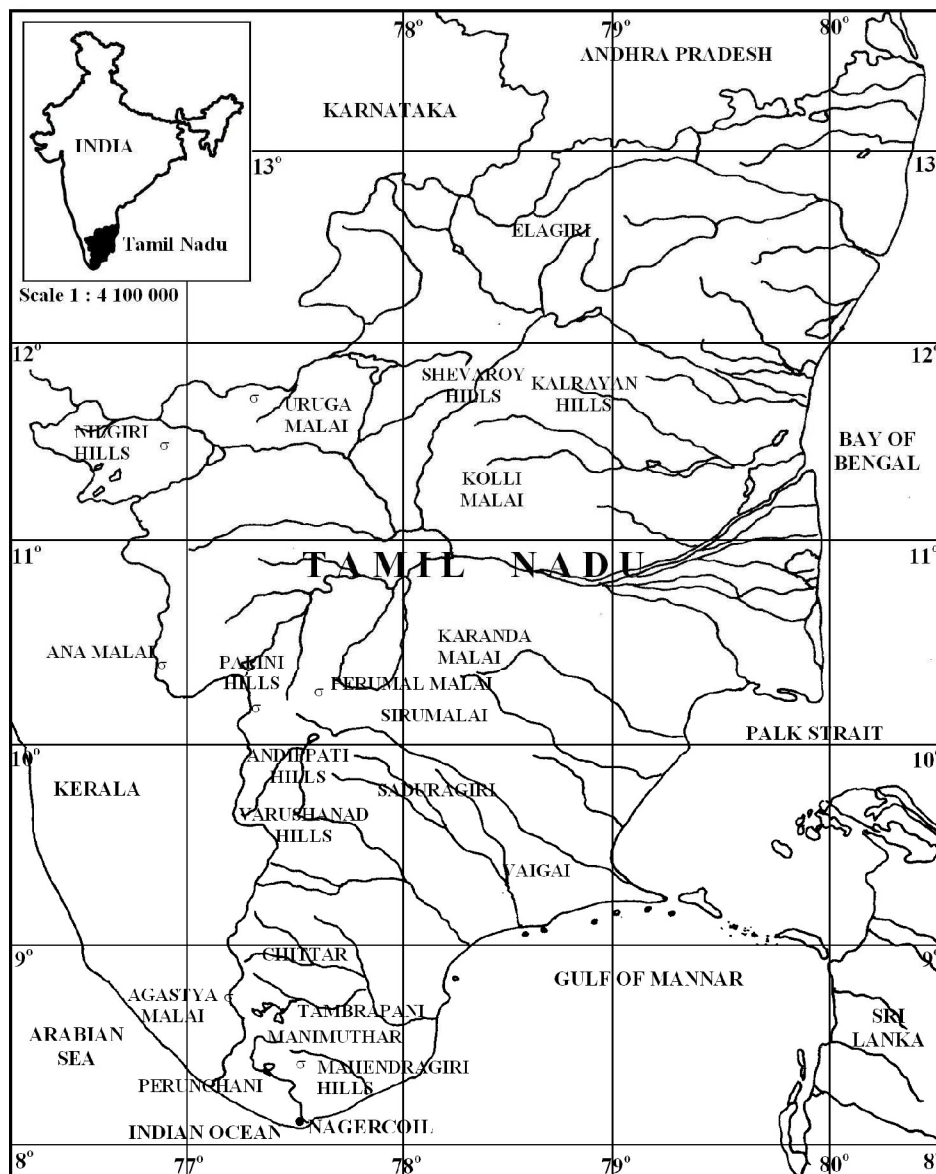 78°
79°
80°
ANDHRA PRADESH
KARNATAKA
INDIA
Tamil Nadu
Scale 1 : 4 100 000
13°
13
ELAGIRI
12°
12
SHEVAROY
HILLS
KALRAYAN
HILLS
URUGA
MALAI
NILGIRI
HILLS
BAY OF
BENGAL
KOLLI
MALAI
11°
11°
TAMIL NADU
ANA MALAI
KARANDA
MALAI
PALINI
HILLS
PERUMAL MALAI
SIRUMALAI
PALK STRAIT
10°
10°
KERALA
ANDIPPATI
HILLS
SADURAGIRI
VARUSHANAD
HILLS
VAIGAI
9°
9°
CHITTAR
GULF OF MANNAR
AGASTYA
MALAI
TAMBRAPANI
SRI
LANKA
ARABIAN
SEA
MANIMUTHAR
PERUNCHANI
MAHENDRAGIRI
HILLS
INDIAN OCEAN
NAGERCOIL
8°
77°
78°
79°
80°
8°